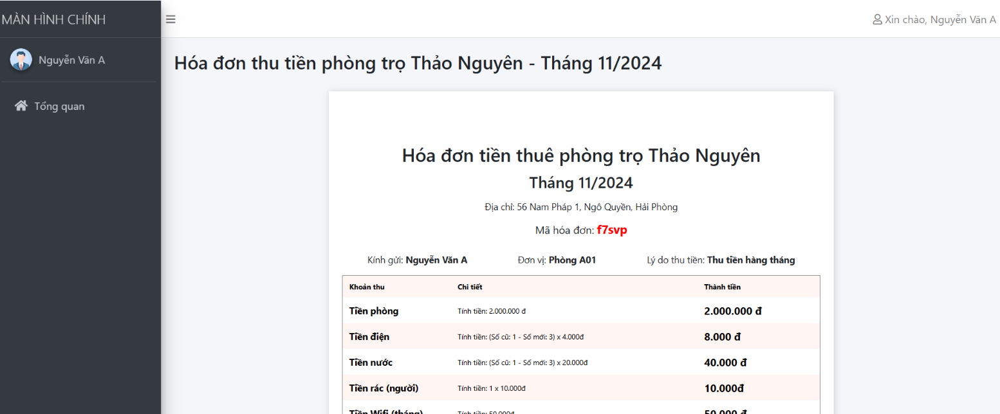 MÀN HÌNH CHÍNH
Xin chào, Nguyễn Văn A
Nguyễn Văn A
Tổng quan
Hóa đơn thu tiền phòng trọ Thảo Nguyên - Tháng 11/2024
Hóa đơn tiền thuê phòng trọ Thảo Nguyên
Tháng 11/2024
Địa chỉ: 56 Nam Pháp 1, Ngô Quyền, Hải Phòng
Mã hóa đơn: f7svp
Kính gửi: Nguyễn Văn A Đơn vị: Phòng A01 Lý do thu tiền: Thu tiền hàng tháng
Khoản thu Chi tiết Thành tiền
Tiền phòng Tính tiền: 2.000.000 đ 2.000.000 đ
Tiền điện Tính tiền: (Số cũ: 1 - Số mới: 3) x 4.000đ 8.000 đ
Tiền nước Tính tiền: (Số cũ: 1 - Số mới: 3) x 20.000đ 40.000 đ
Tiền rác (người) Tính tiền: 1 x 10.000đ 10.000đ
Tiền Wifi (tháng) Tính tiền: 50.000đ 50.000 đ